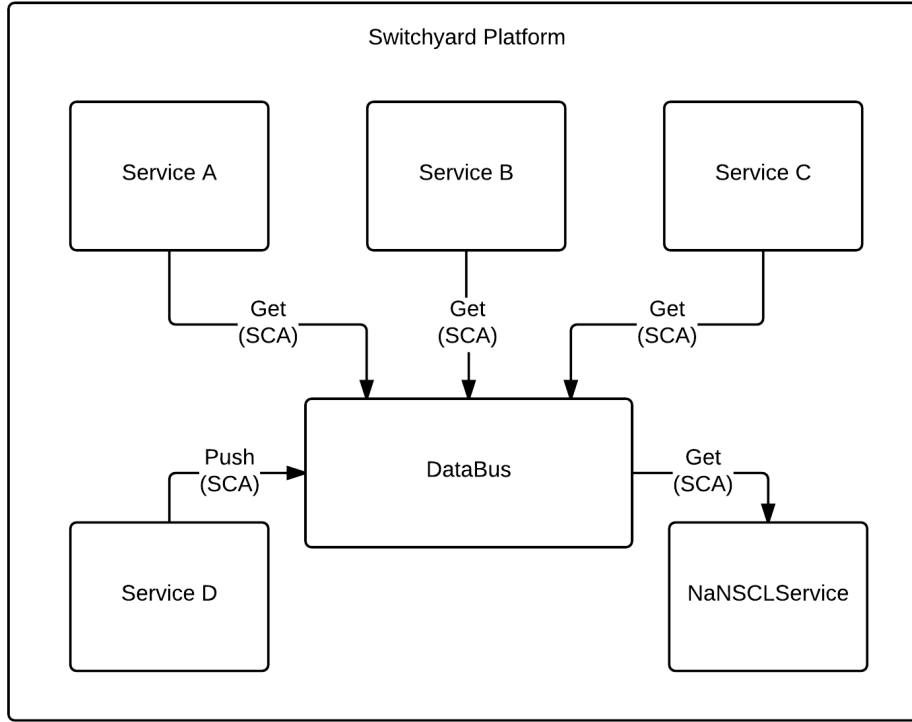 Switchyard Platform
Service A
Service B
Service C
Get
(SCA)
Get
(SCA)
Get
(SCA)
DataBus
Push
(SCA)
Get
(SCA)
Service D
NaNSCLService